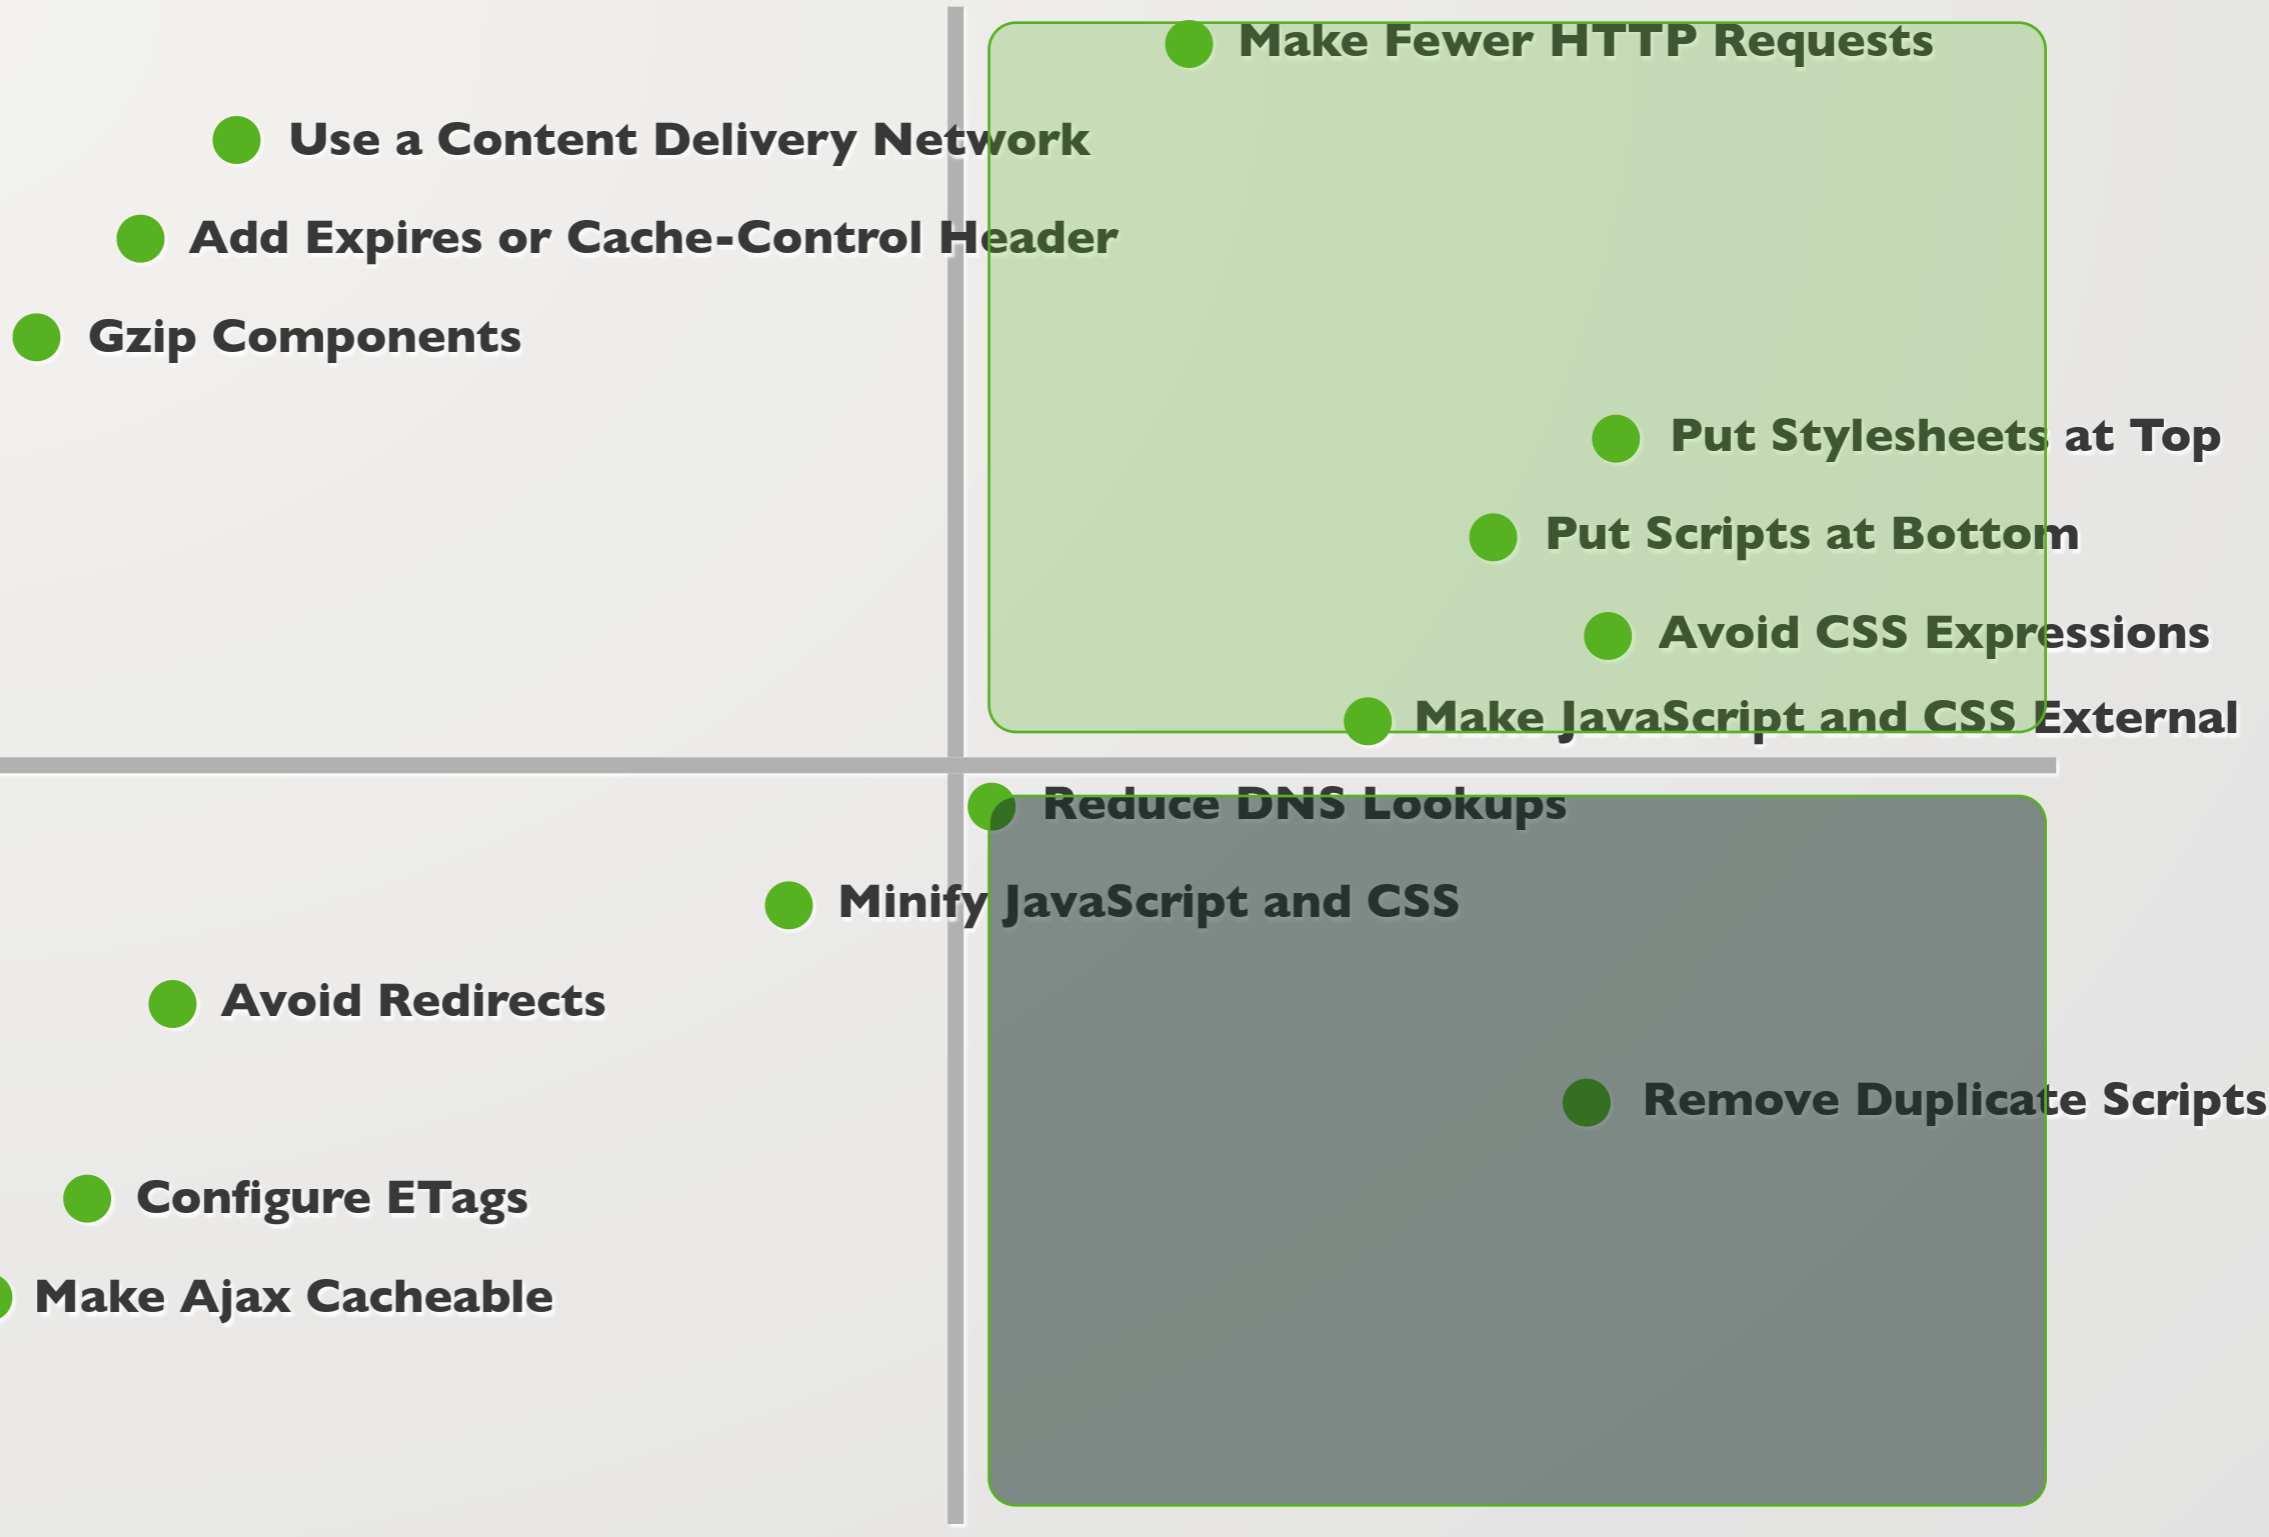 Make Fewer HTTP Requests
Use a Content Delivery Network
Add Expires or Cache-Control Header
Gzip Components
Put Stylesheets at Top
Put Scripts at Bottom
Avoid CSS Expressions
Make JavaScript and CSS External
Reduce DNS Lookups
Minify JavaScript and CSS
Avoid Redirects
Remove Duplicate Scripts
Configure ETags
Make Ajax Cacheable